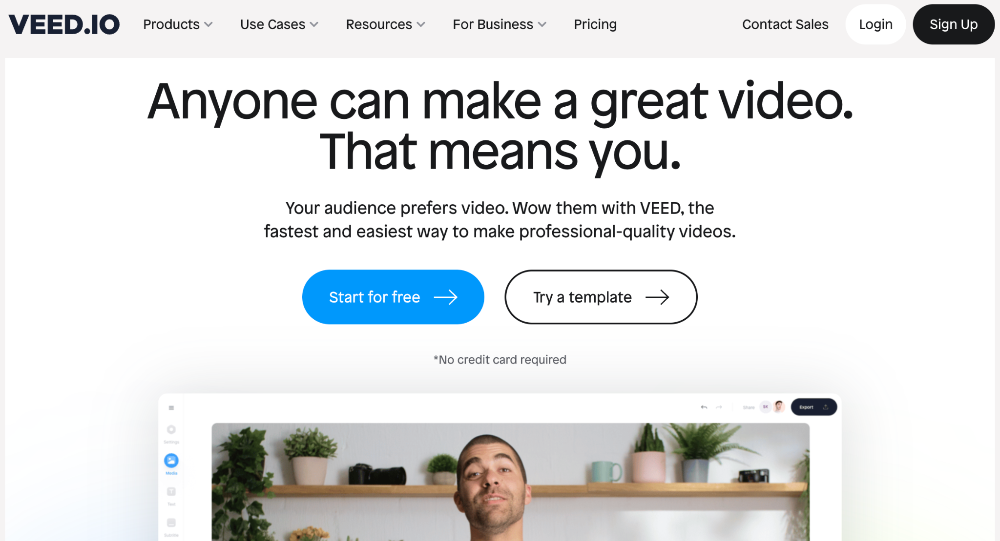 VEED.IO
Products
Use Cases
Resources
For Business
Pricing
Contact Sales
Login
Sign Up
Anyone can make a great video.
That means you.
Your audience prefers video. Wow them with VEED, the
fastest and easiest way to make professional-quality videos.
Start for free
Try a template
*No credit card required
Share
SK
Export
Settings
Media
T
Text
Subtitle